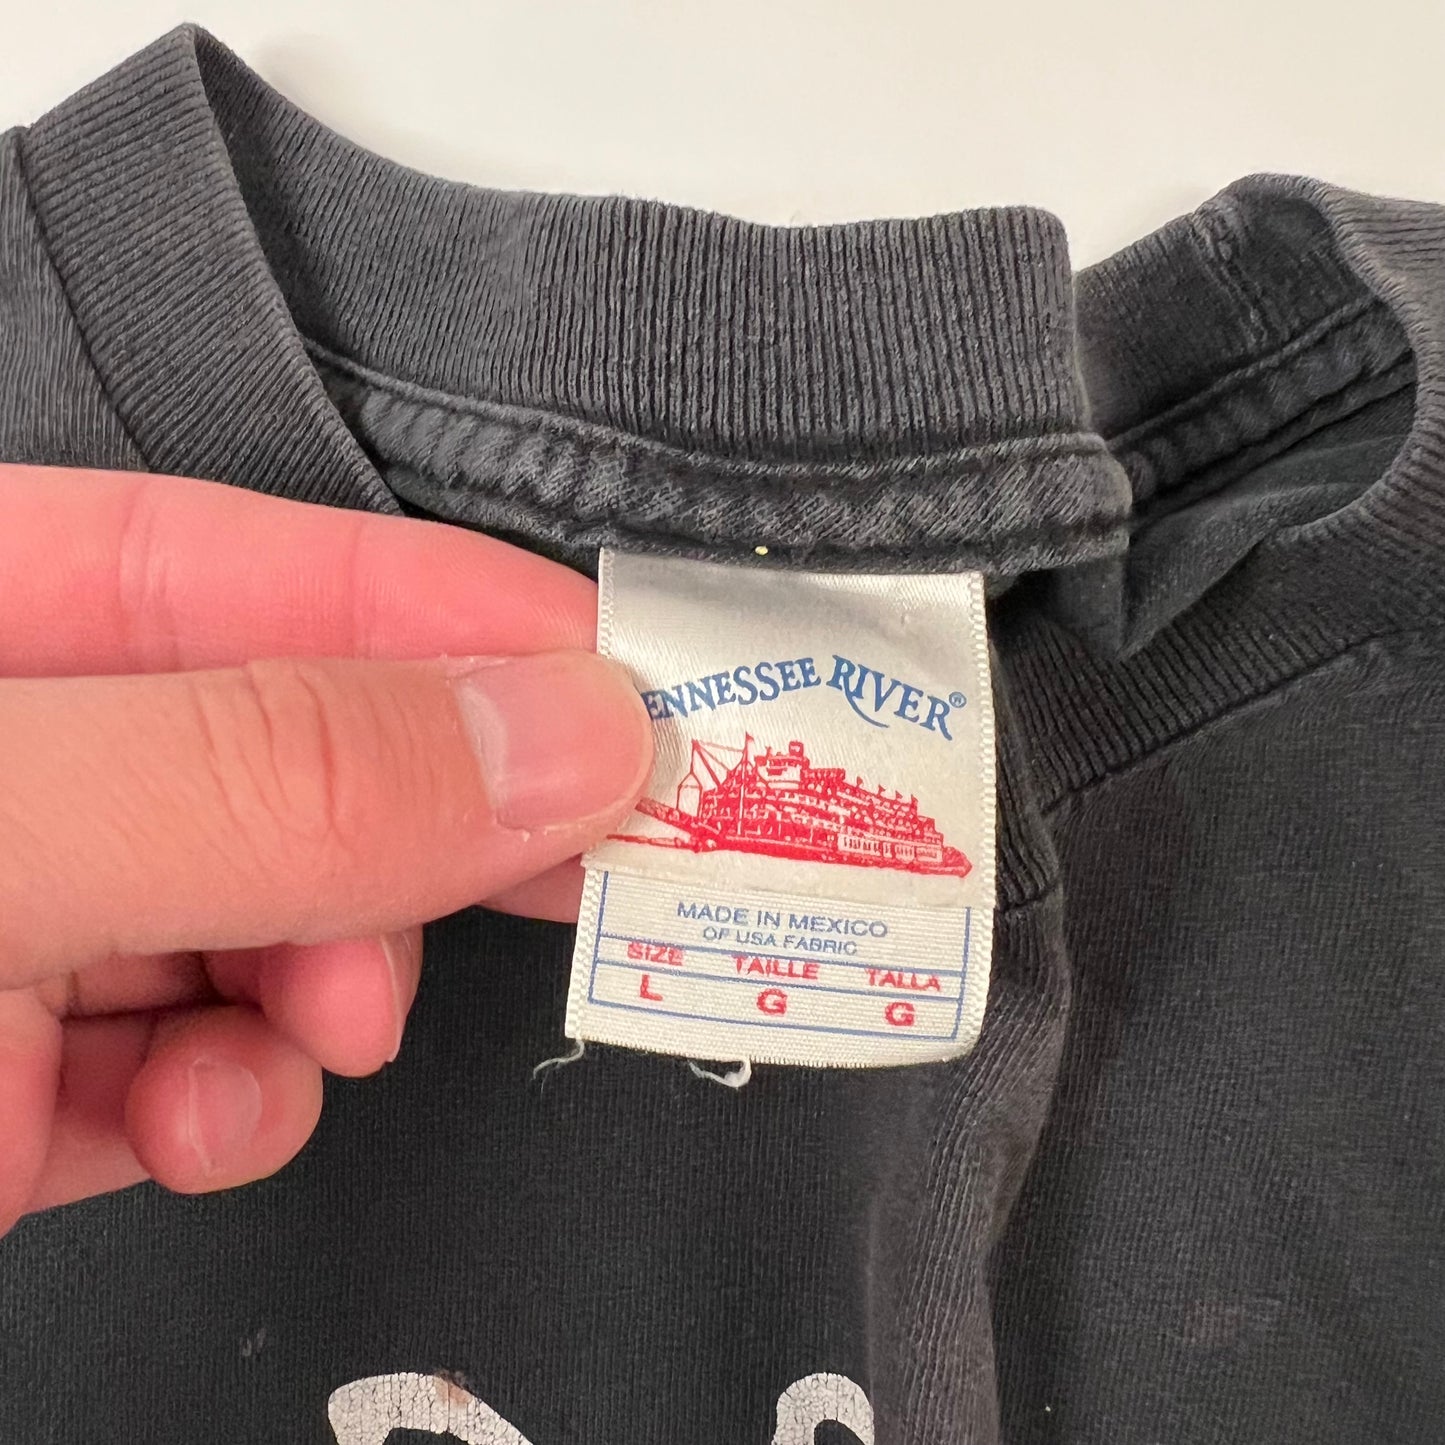 ENNESSEE RIVER®
MADE IN MEXICO
OF USA FABRIC
SIZE TAILLE TALLA
L G G